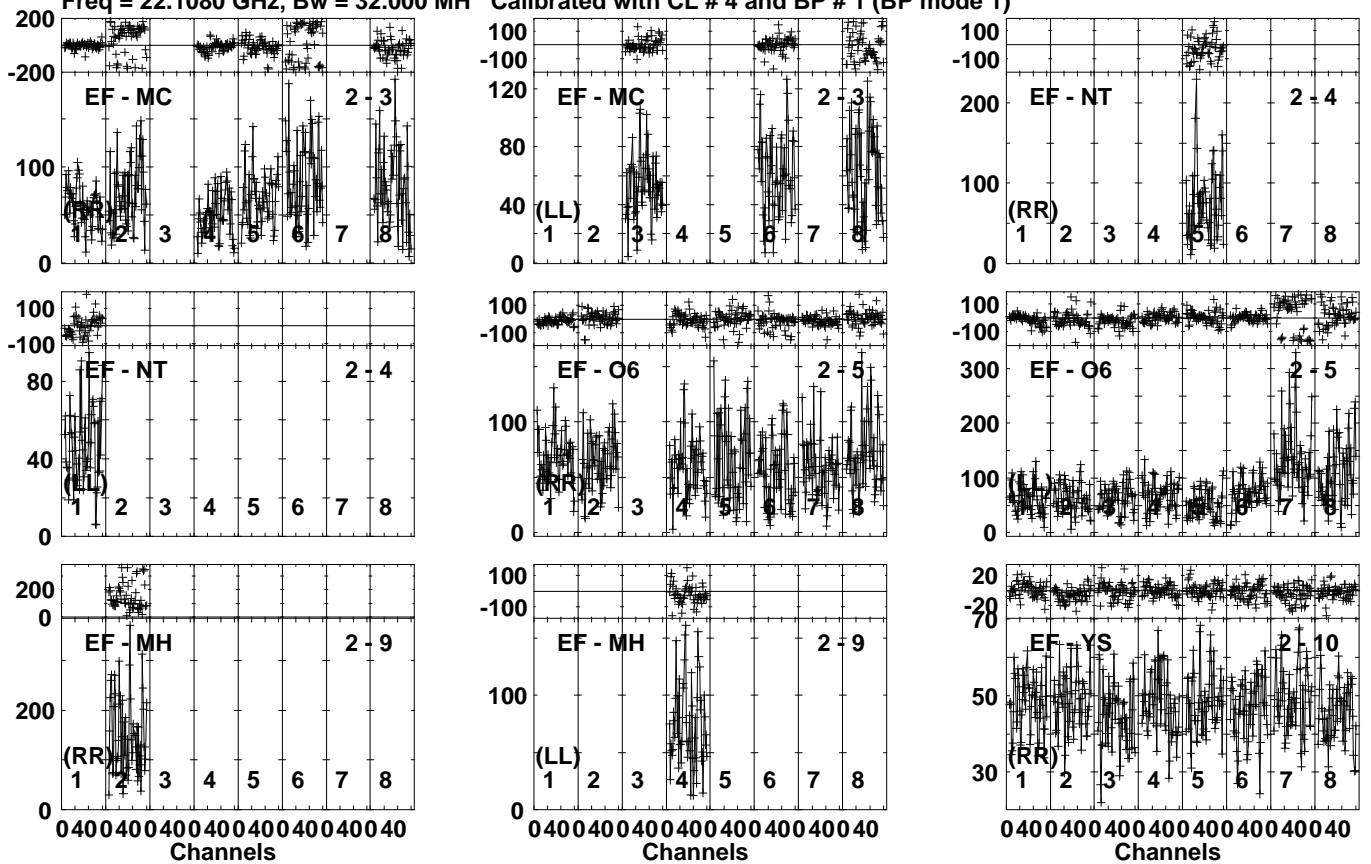 Freq = 22.1080 GHz, Bw = 32.000 MH Calibrated with CL # 4 and BP # 1 (BP mode 1)
200
-200
EF - MC 2 - 3
100
0
(RR)
1 2 3 4 5 6 7 8
100
-100
EF - MC 2 - 3
120
80
40
0
(LL)
1 2 3 4 5 6 7 8
100
-100
EF - NT 2 - 4
200
100
0
(RR)
1 2 3 4 5 6 7 8
100
-100
EF - NT 2 - 4
80
40
0
(LL)
1 2 3 4 5 6 7 8
100
-100
EF - O6 2 - 5
100
0
(RR)
1 2 3 4 5 6 7 8
100
-100
EF - O6 2 - 5
300
200
100
0
(LL)
1 2 3 4 5 6 7 8
200
0
EF - MH 2 - 9
200
0
(RR)
1 2 3 4 5 6 7 8
100
-100
EF - MH 2 - 9
100
0
(LL)
1 2 3 4 5 6 7 8
20
-20
70
EF - YS 2 - 10
50
30
(RR)
1 2 3 4 5 6 7 8
0 40 0 40 0 40 0 40 0 40 0 40 0 40 0 40
Channels
0 40 0 40 0 40 0 40 0 40 0 40 0 40 0 40
Channels
0 40 0 40 0 40 0 40 0 40 0 40 0 40 0 40
Channels